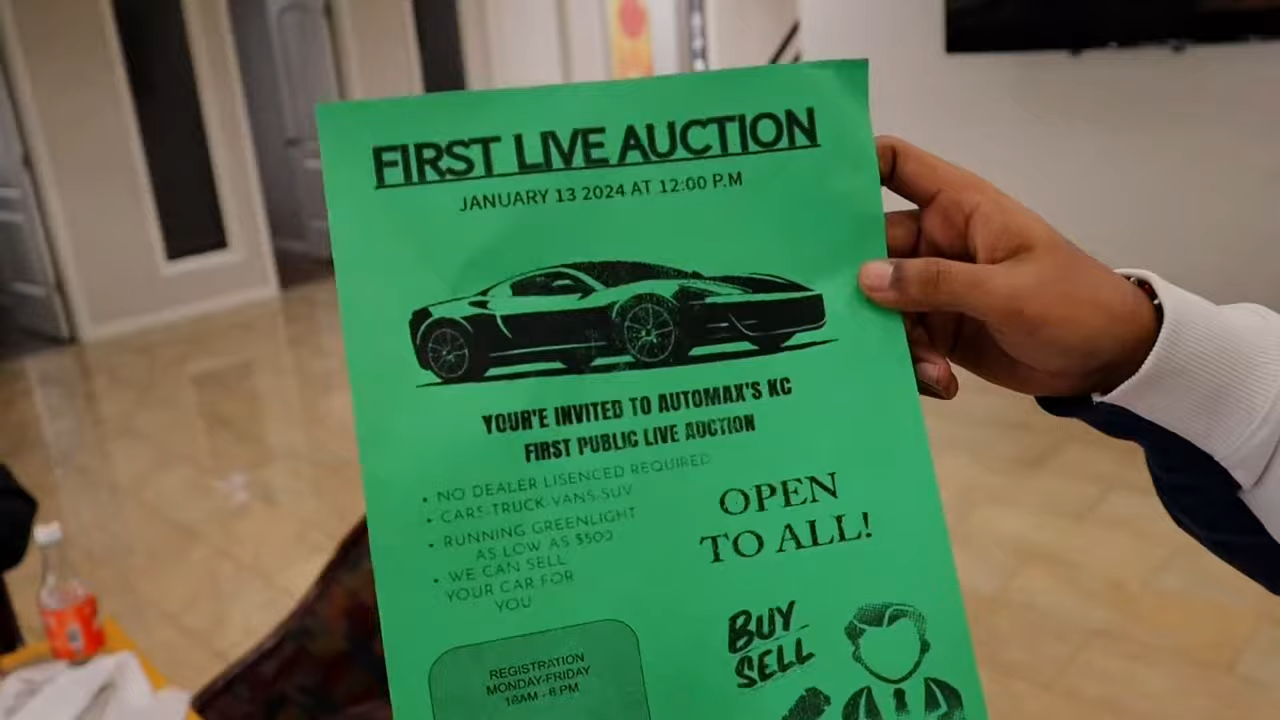 FIRST LIVE AUCTION
JANUARY 13 2024 AT 12:00 P.M
YOUR'E INVITED TO AUTOMAX'S KC
FIRST PUBLIC LIVE AUCTION
• NO DEALER LISENCED REQUIRED
• CARS-TRUCK-VANS-SUV
• RUNNING GREENLIGHT
AS LOW AS $500
• WE CAN SELL
YOUR CAR FOR
YOU
OPEN
TO ALL!
BUY
SELL
REGISTRATION
MONDAY-FRIDAY
10AM - 6 PM